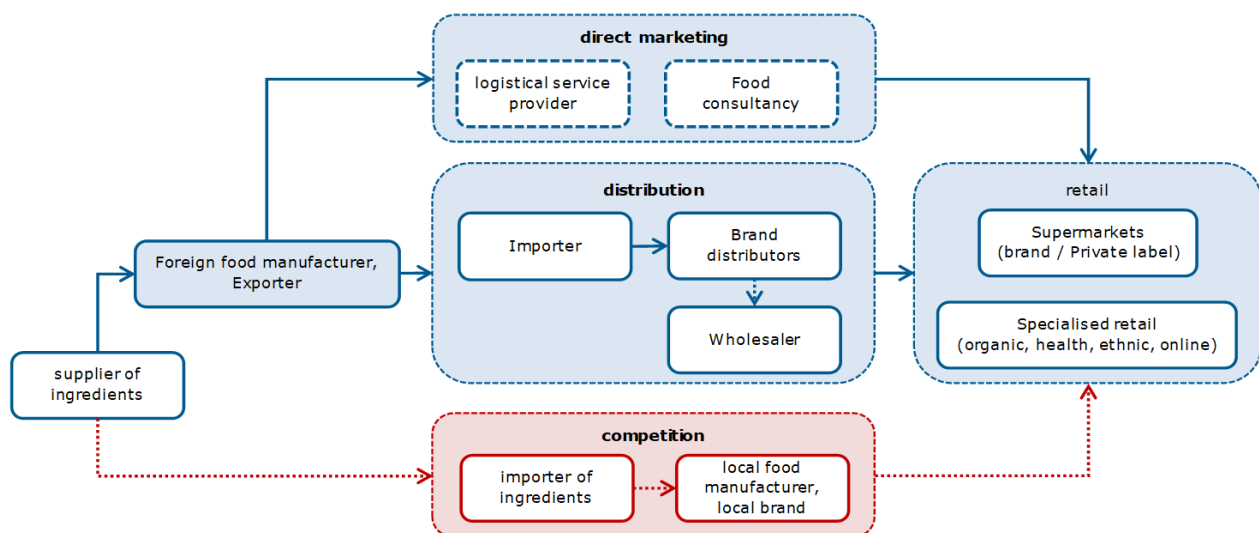 direct marketing
logistical service
provider
Food
consultancy
distribution
Importer
Brand
distributors
Wholesaler
retail
Supermarkets
(brand / Private label)
Specialised retail
(organic, health, ethnic, online)
Foreign food manufacturer,
Exporter
supplier of
ingredients
competition
importer of
ingredients
local food
manufacturer,
local brand